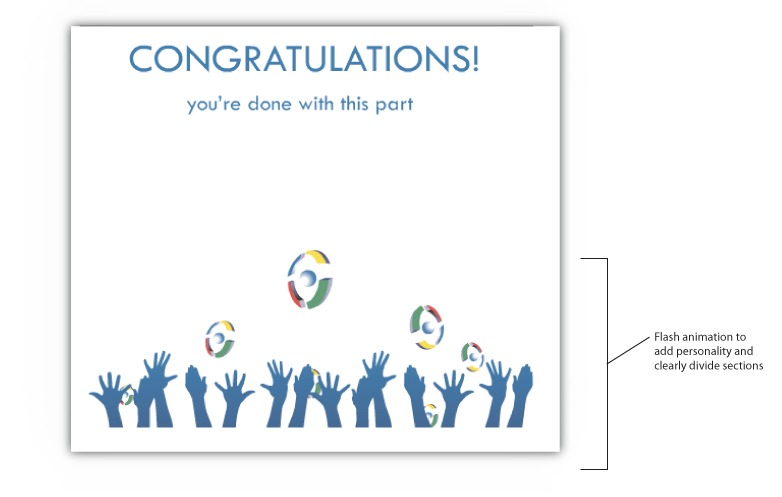 CONGRATULATIONS!
you're done with this part
Flash animation to
add personality and
clearly divide sections